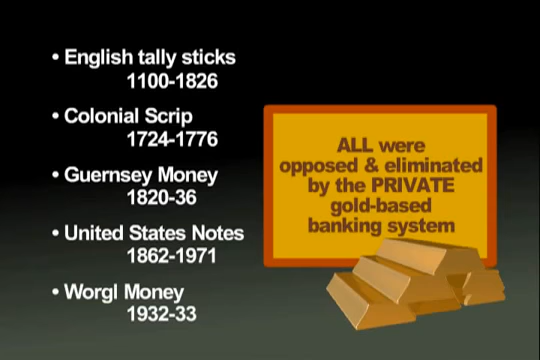 • English tally sticks
1100-1826
• Colonial Scrip
1724-1776
• Guernsey Money
1820-36
• United States Notes
1862-1971
• Worgl Money
1932-33
ALL were
opposed & eliminated
by the PRIVATE
gold-based
banking system